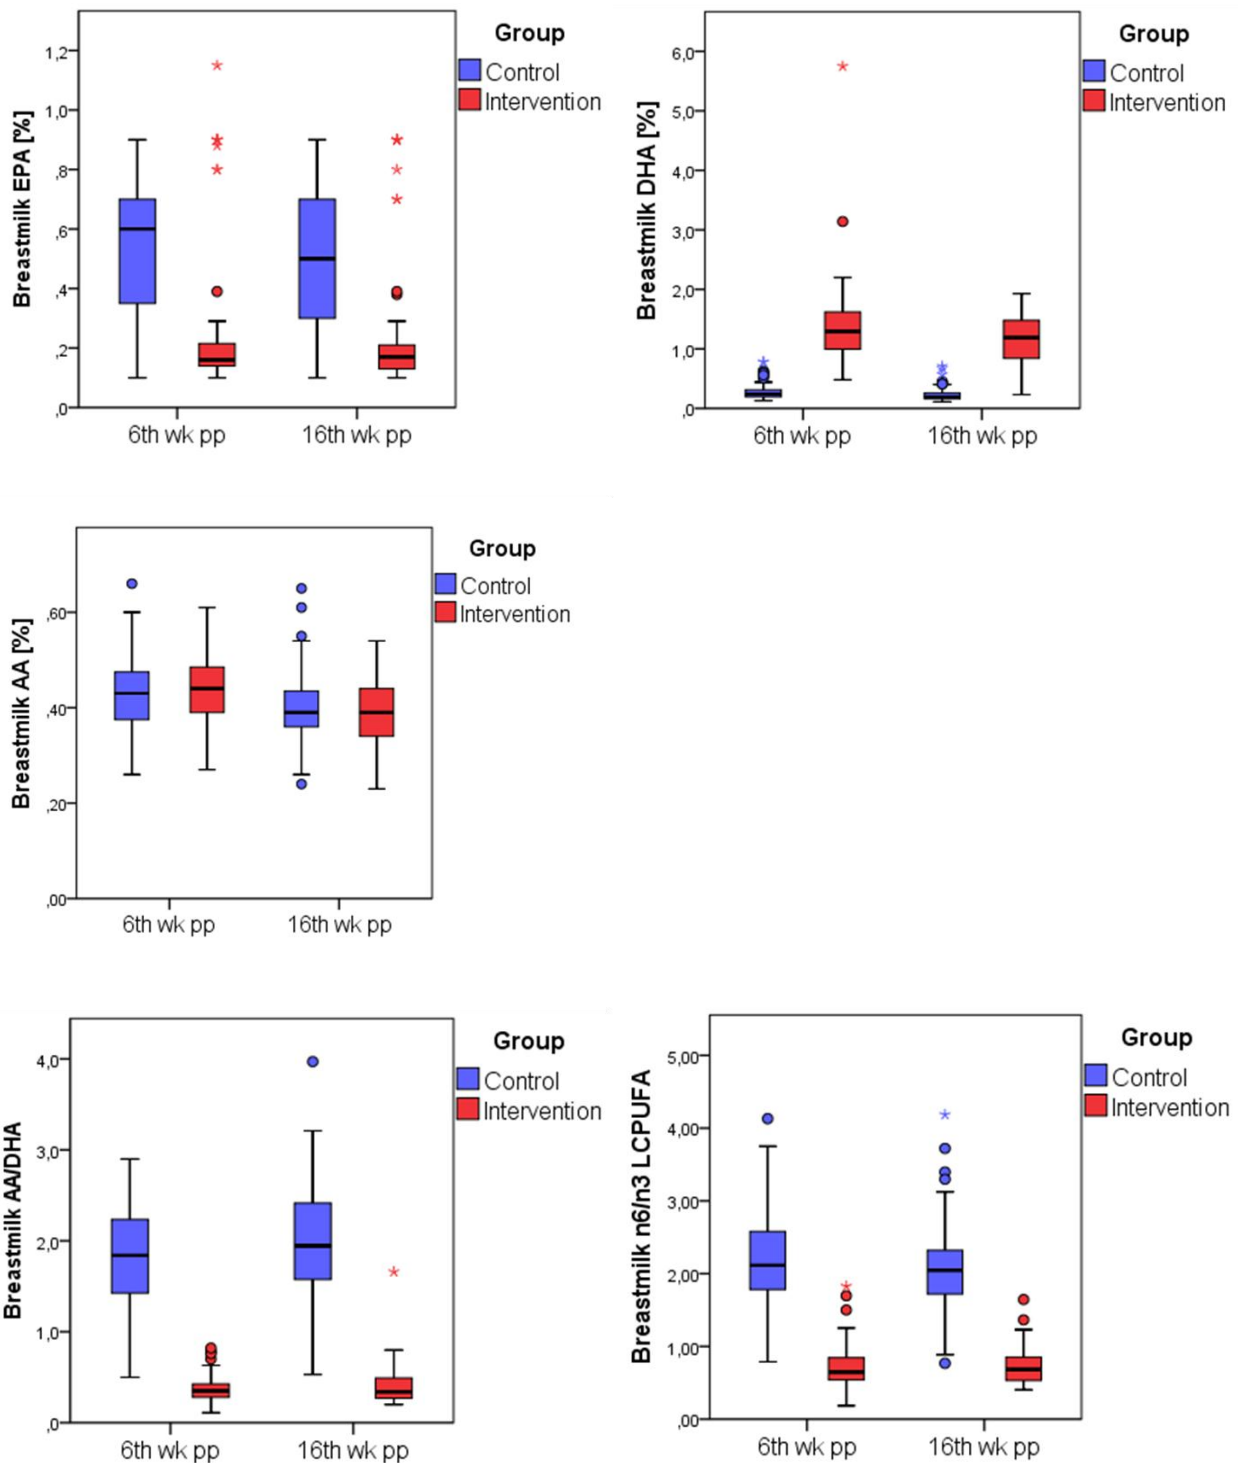 Breastmilk EPA [%]
1,2
1,0
,8
,6
,4
,2
,0
6th wk pp
16th wk pp
Group
Control
Intervention
Breastmilk DHA [%]
6,0
5,0
4,0
3,0
2,0
1,0
,0
6th wk pp
16th wk pp
Group
Control
Intervention
Breastmilk AA [%]
,60
,40
,20
,00
6th wk pp
16th wk pp
Group
Control
Intervention
Breastmilk AA/DHA
4,0
3,0
2,0
1,0
,0
6th wk pp
16th wk pp
Group
Control
Intervention
Breastmilk n6/n3 LCPUFA
5,00
4,00
3,00
2,00
1,00
,00
6th wk pp
16th wk pp
Group
Control
Intervention